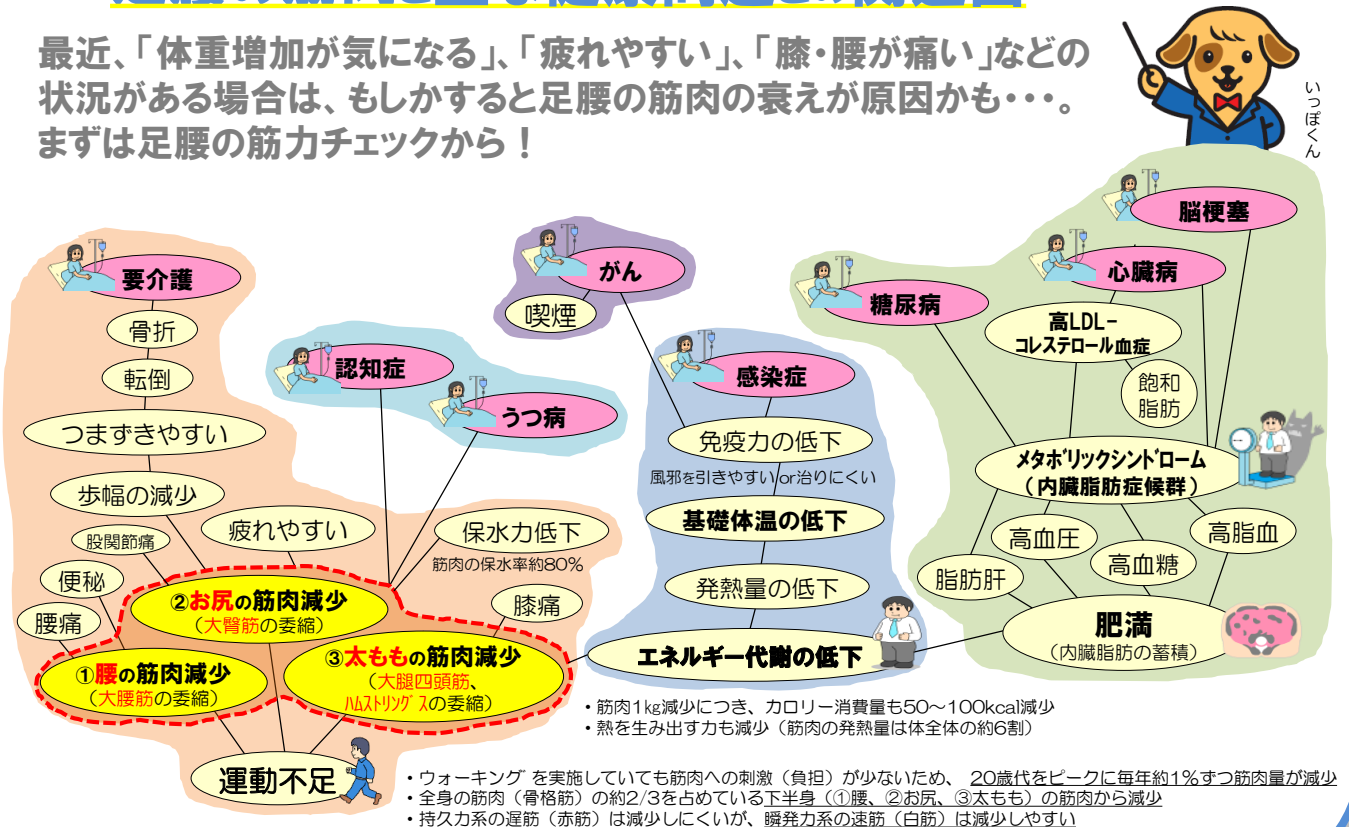 最近、「体重増加が気になる」、「疲れやすい」、「膝・腰が痛い」などの
状況がある場合は、もしかすると足腰の筋肉の衰えが原因かも・・・。
まずは足腰の筋力チェックから！
いっぽくん
脳梗塞
要介護
がん
心臓病
糖尿病
喫煙
骨折
高LDL-
コレステロール血症
認知症
感染症
転倒
飽和
脂肪
うつ病
つまずきやすい
免疫力の低下
風邪を引きやすい or治りにくい
メタボリックシンドローム
（内臓脂肪症候群）
歩幅の減少
疲れやすい
保水力低下
筋肉の保水率約80％
基礎体温の低下
高血圧
高脂血
股関節痛
高血糖
便秘
発熱量の低下
脂肪肝
②お尻の筋肉減少
（大臀筋の委縮）
膝痛
腰痛
肥満
（内臓脂肪の蓄積）
①腰の筋肉減少
（大腰筋の委縮）
③太ももの筋肉減少
（大腿四頭筋、
ハムストリングスの委縮）
エネルギー代謝の低下
・筋肉1㎏減少につき、カロリー消費量も50～100kcal減少
・熱を生み出す力も減少（筋肉の発熱量は体全体の約6割）
運動不足
・ウォーキングを実施していても筋肉への刺激（負担）が少ないため、 20歳代をピークに毎年約1％ずつ筋肉量が減少
・全身の筋肉（骨格筋）の約2/3を占めている下半身（①腰、②お尻、③太もも）の筋肉から減少
・持久力系の遅筋（赤筋）は減少しにくいが、瞬発力系の速筋（白筋）は減少しやすい